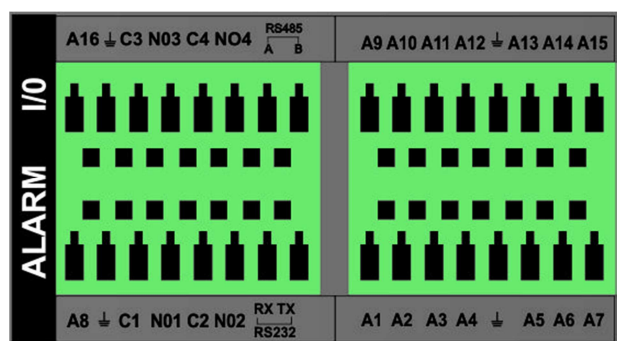 ALARM I/0
A16 ⏚ C3 N03 C4 NO4 RS485
A B
A9 A10 A11 A12 ⏚ A13 A14 A15
A8 ⏚ C1 N01 C2 N02 RX TX
RS232
A1 A2 A3 A4 ⏚ A5 A6 A7